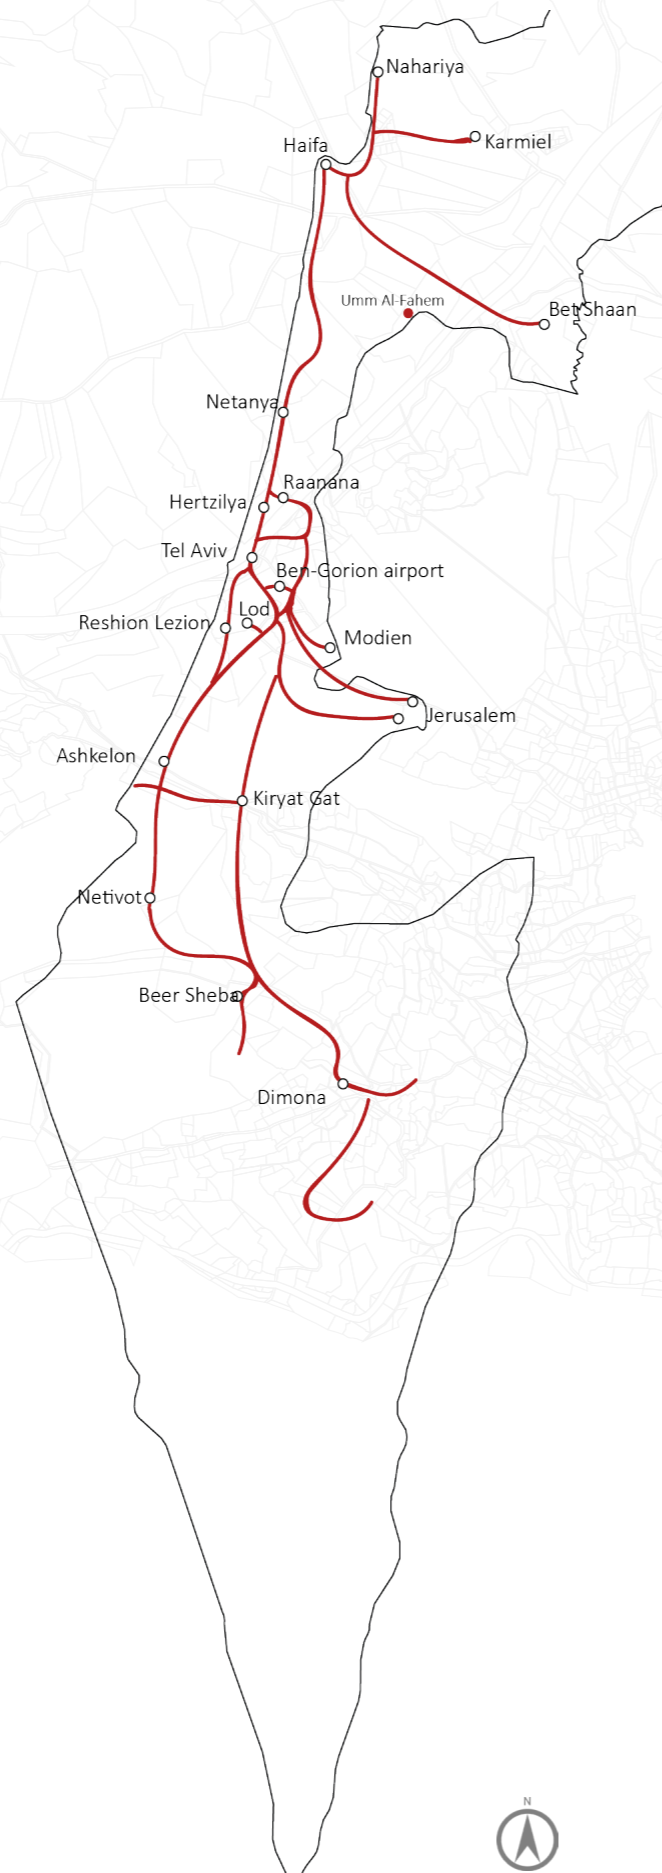 Nahariya
Haifa
Karmiel
Umm Al-Fahem
Bet Shaan
Netanya
Raanana
Hertzilya
Tel Aviv
Ben-Gorion airport
Lod
Reshion Lezion
Modien
Jerusalem
Ashkelon
Kiryat Gat
Netivot
Beer Sheba
Dimona
N